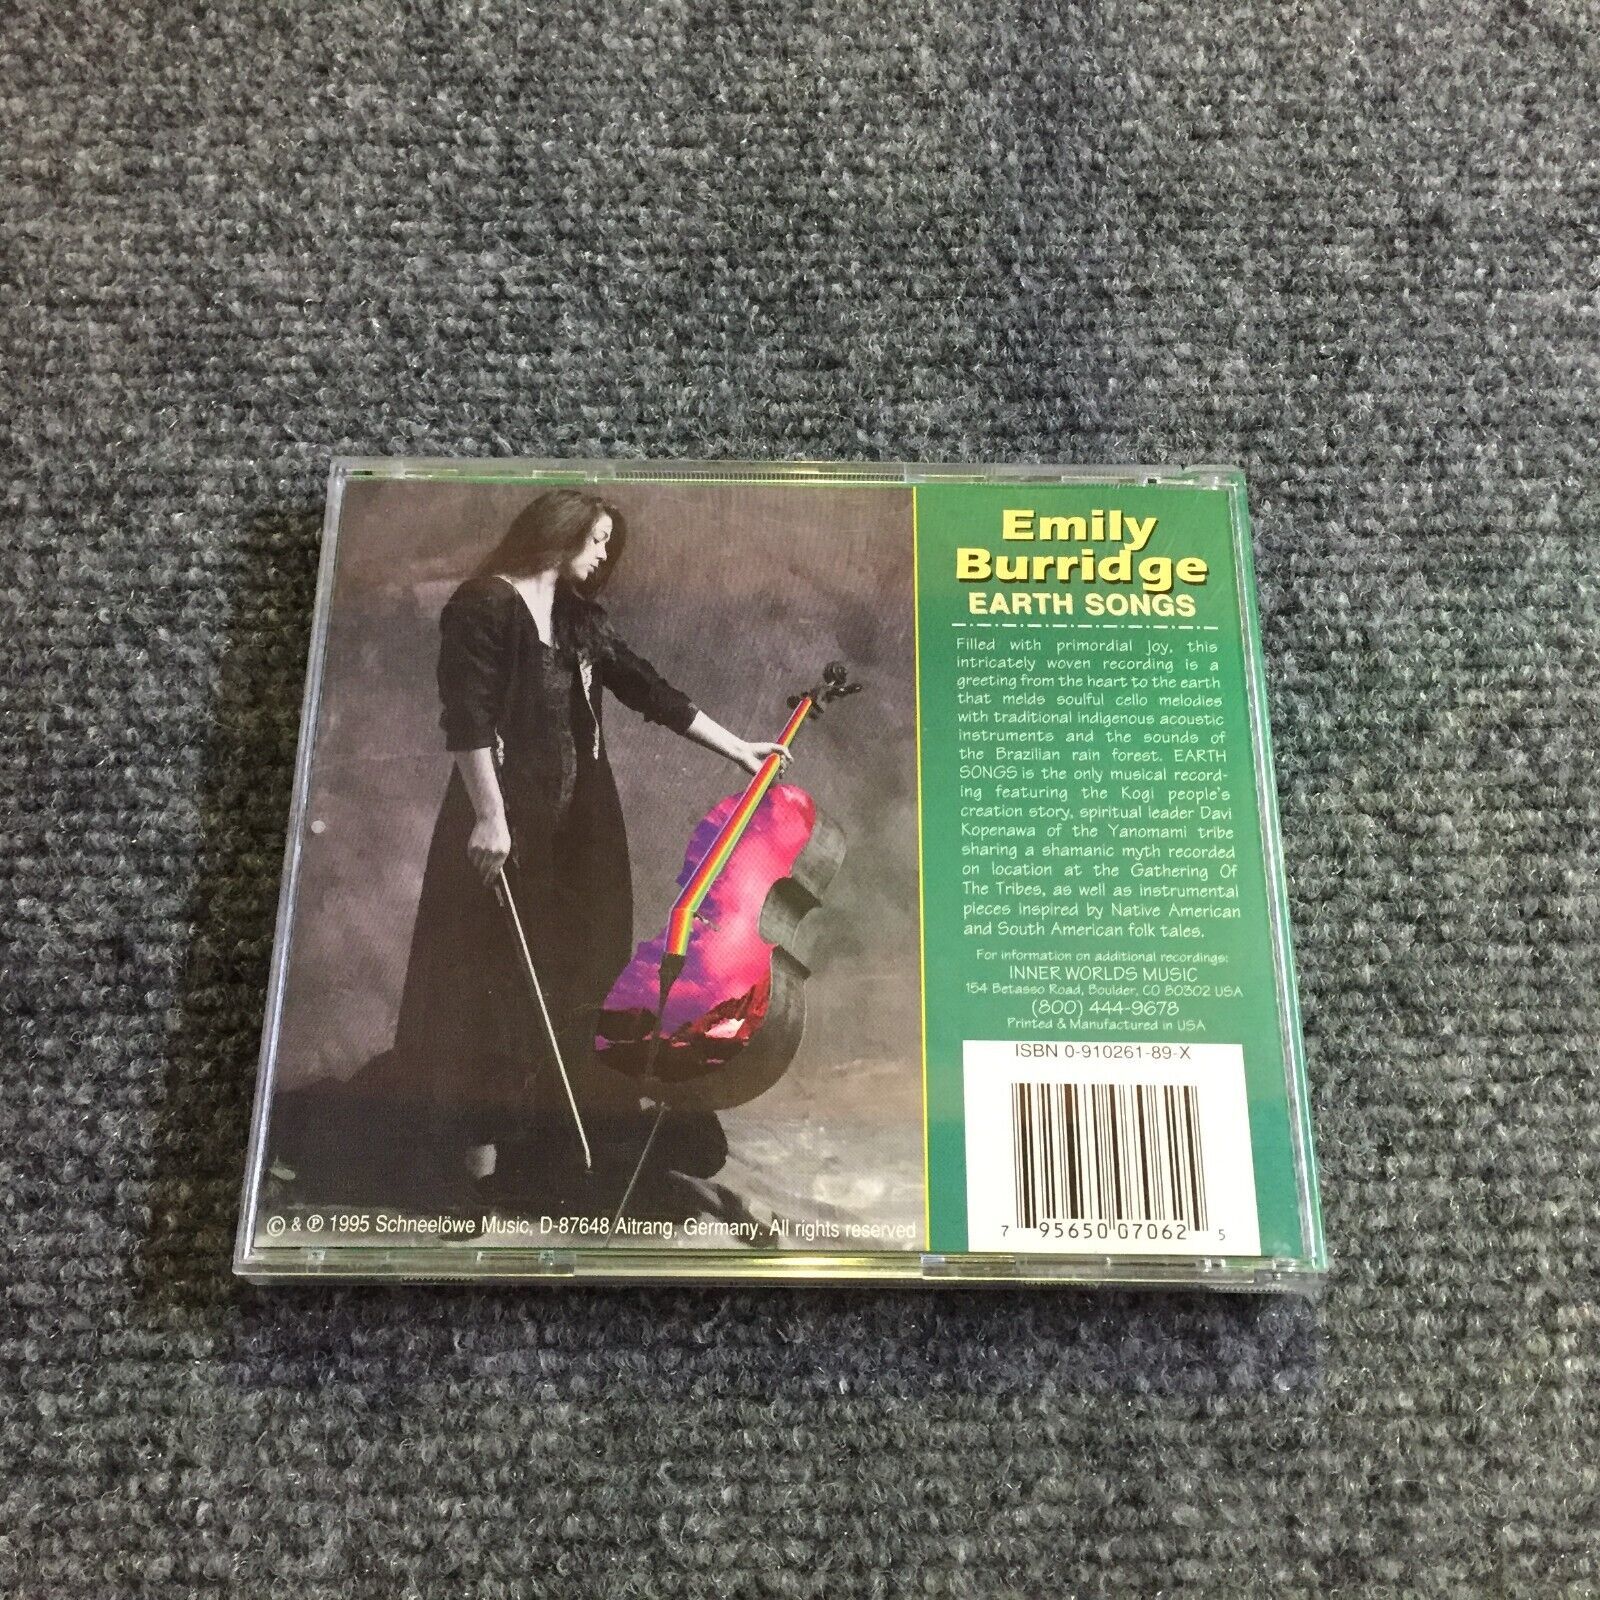 Emily
Burridge
EARTH SONGS
Filled with primordial joy, this
intricately woven recording is a
greeting from the heart to the earth
that melds soulful cello melodies
with traditional indigenous acoustic
instruments and the sounds of
the Brazilian rain forest. EARTH
SONGS is the only musical record-
ing featuring the Kogi people's
creation story, spiritual leader Davi
Kopenawa of the Yanomami tribe
sharing a shamanic myth recorded
on location at the Gathering Of
The Tribes, as well as instrumental
pieces inspired by Native American
and South American folk tales.
For information on additional recordings:
INNER WORLDS MUSIC
154 Betasso Road, Boulder, CO 80302 USA
(800) 444-9678
Printed & Manufactured in USA
ISBN 0-910261-89-X
7 95650 07062 5
© & ℗ 1995 Schneelöwe Music, D-87648 Aitrang, Germany. All rights reserved